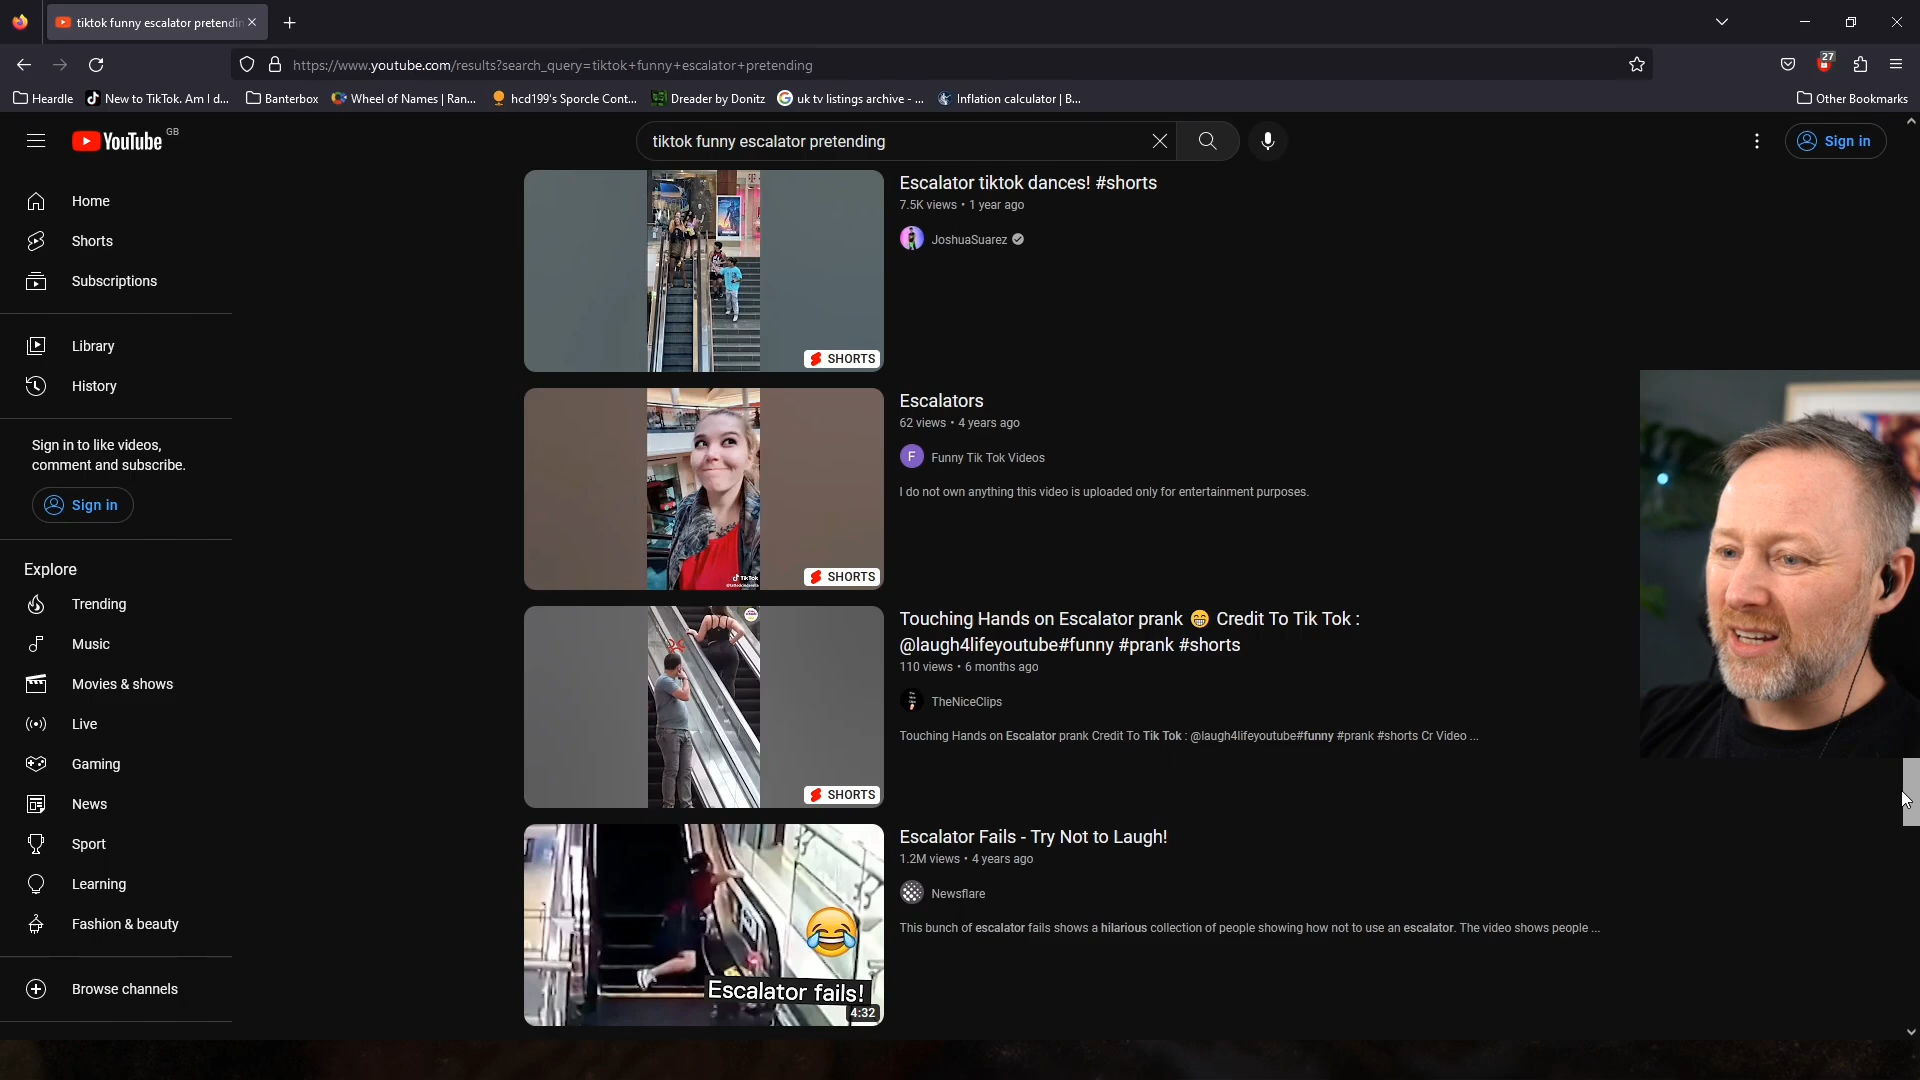 tiktok funny escalator pretendin
27
https://www.youtube.com/results?search_query=tiktok+funny+escalator+pretending
Heardle
New to TikTok. Am I d...
Banterbox
Wheel of Names | Ran...
hcd199's Sporcle Cont...
Dreader by Donitz
uk tv listings archive - ...
Inflation calculator | B...
Other Bookmarks
YouTube GB
tiktok funny escalator pretending
Sign in
Home
Shorts
Subscriptions
Library
History
Sign in to like videos,
comment and subscribe.
Sign in
Explore
Trending
Music
Movies & shows
Live
Gaming
News
Sport
Learning
Fashion & beauty
Browse channels
SHORTS
Escalator tiktok dances! #shorts
7.5K views • 1 year ago
JoshuaSuarez
TikTok
SHORTS
Escalators
62 views • 4 years ago
F
Funny Tik Tok Videos
I do not own anything this video is uploaded only for entertainment purposes.
SHORTS
Touching Hands on Escalator prank 😁 Credit To Tik Tok :
@laugh4lifeyoutube#funny #prank #shorts
110 views • 6 months ago
TheNiceClips
Touching Hands on Escalator prank Credit To Tik Tok : @laugh4lifeyoutube#funny #prank #shorts Cr Video ...
Escalator fails!
4:32
Escalator Fails - Try Not to Laugh!
1.2M views • 4 years ago
Newsflare
This bunch of escalator fails shows a hilarious collection of people showing how not to use an escalator. The video shows people ...